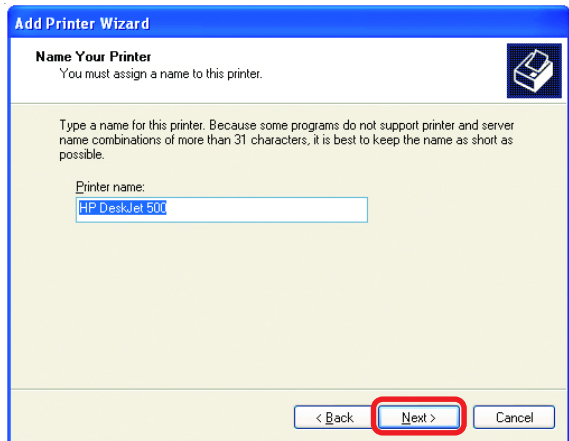 Add Printer Wizard
Name Your Printer
You must assign a name to this printer.
Type a name for this printer. Because some programs do not support printer and server
name combinations of more than 31 characters, it is best to keep the name as short as
possible.
Printer name:
HP DeskJet 500
< Back
Next >
Cancel